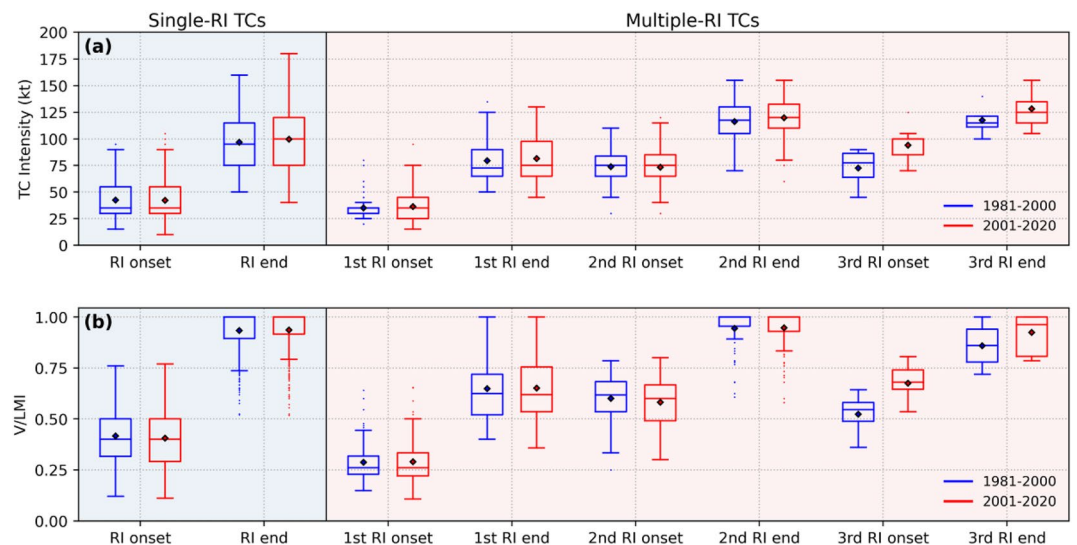 Single-RI TCs
Multiple-RI TCs
(a)
TC Intensity (kt)
200
175
150
125
100
75
50
25
0
1981-2000
2001-2020
RI onset
RI end
1st RI onset
1st RI end
2nd RI onset
2nd RI end
3rd RI onset
3rd RI end
(b)
V/LMI
1.00
0.75
0.50
0.25
0.00
1981-2000
2001-2020
RI onset
RI end
1st RI onset
1st RI end
2nd RI onset
2nd RI end
3rd RI onset
3rd RI end